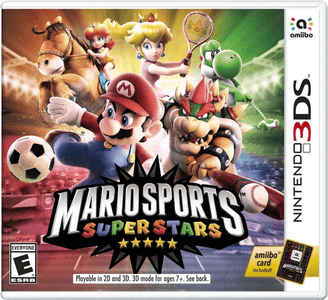 amiibo
NINTENDO 3DS
MARIO SPORTS
SUPERSTARS
TM
EVERYONE
E
ESRB
Playable in 2D and 3D. 3D mode for ages 7+. See back.
amiibo
card
included!